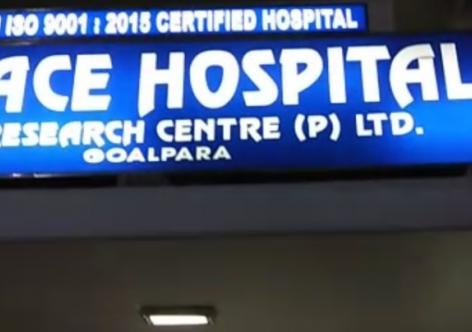 ISO 9001 : 2015 CERTIFIED HOSPITAL
ACE HOSPITAL
RESEARCH CENTRE (P) LTD.
GOALPARA